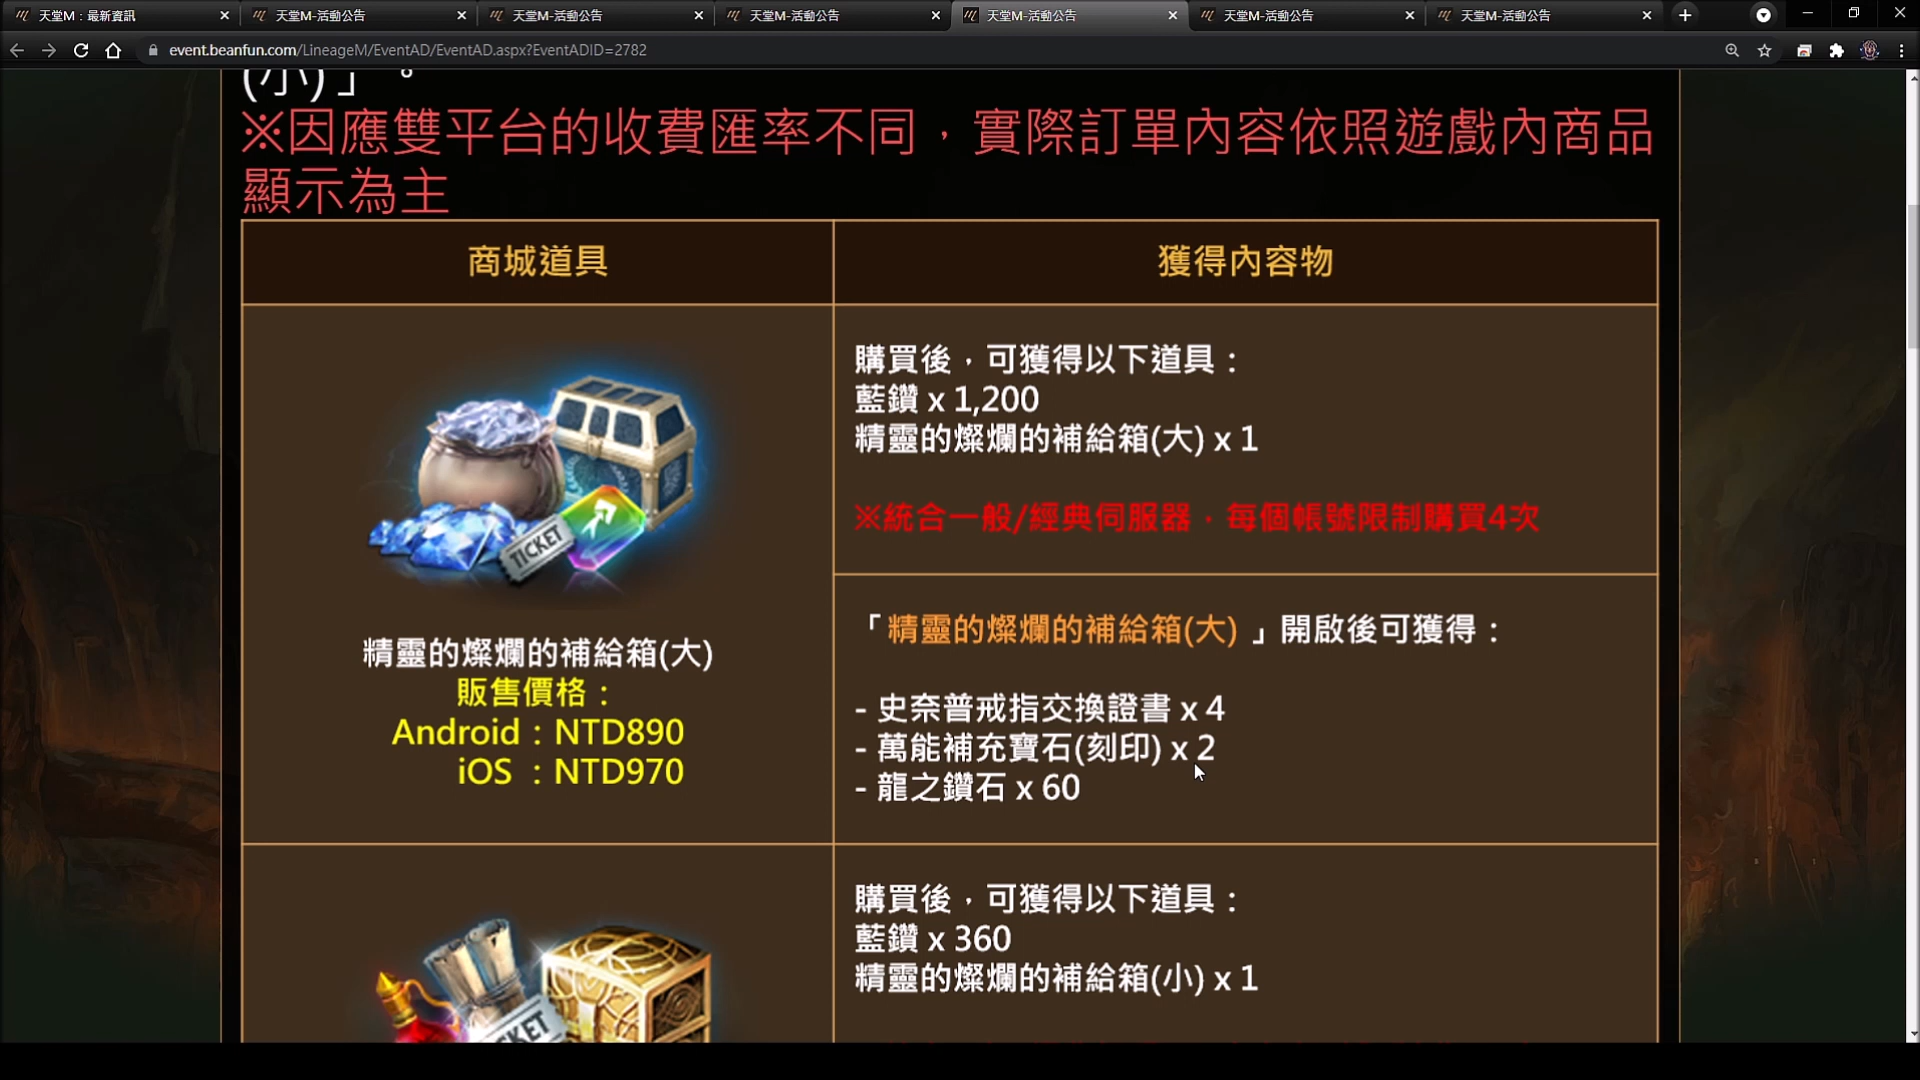 天堂M：最新資訊
天堂M-活動公告
天堂M-活動公告
天堂M-活動公告
天堂M-活動公告
天堂M-活動公告
天堂M-活動公告
event.beanfun.com/LineageM/EventAD/EventAD.aspx?EventADID=2782
(小)」。
※因應雙平台的收費匯率不同，實際訂單內容依照遊戲內商品
顯示為主
商城道具
獲得內容物
TICKET
精靈的燦爛的補給箱(大)
販售價格：
Android：NTD890
iOS ：NTD970
購買後，可獲得以下道具：
藍鑽 x 1,200
精靈的燦爛的補給箱(大) x 1
※統合一般/經典伺服器，每個帳號限制購買4次
「精靈的燦爛的補給箱(大) 」開啟後可獲得：
- 史奈普戒指交換證書 x 4
- 萬能補充寶石(刻印) x 2
- 龍之鑽石 x 60
購買後，可獲得以下道具：
藍鑽 x 360
精靈的燦爛的補給箱(小) x 1